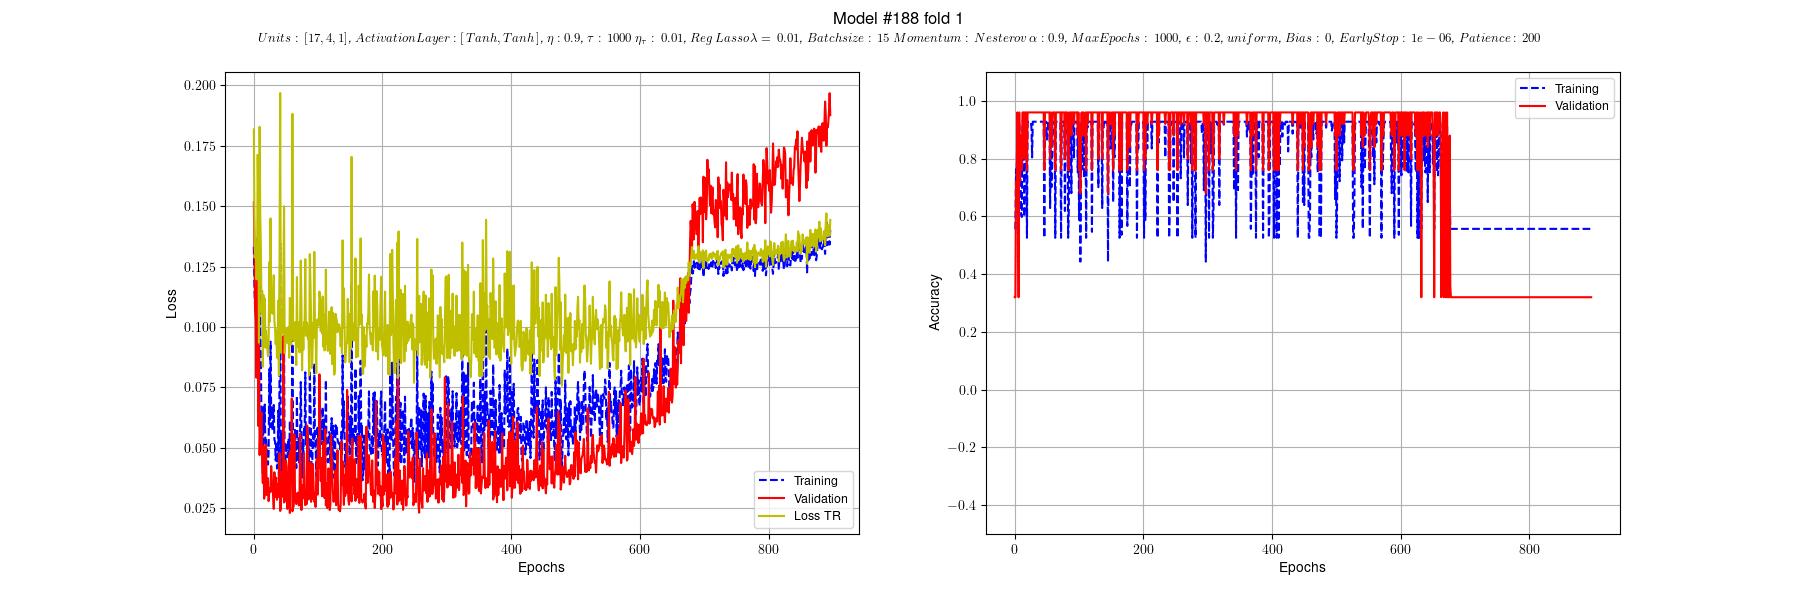 Model #188 fold 1
Units : [17, 4, 1], ActivationLayer : [Tanh, Tanh], η : 0.9, τ : 1000 η_τ : 0.01, Reg Lasso λ = 0.01, Batchsize : 15 Momentum : Nesterov α : 0.9, MaxEpochs : 1000, ϵ : 0.2, uniform, Bias : 0, EarlyStop : 1e − 06, Patience : 200
Loss
0.200
0.175
0.150
0.125
0.100
0.075
0.050
0.025
0 200 400 600 800
Epochs
Training
Validation
Loss TR
Accuracy
1.0
0.8
0.6
0.4
0.2
0.0
−0.2
−0.4
0 200 400 600 800
Epochs
Training
Validation